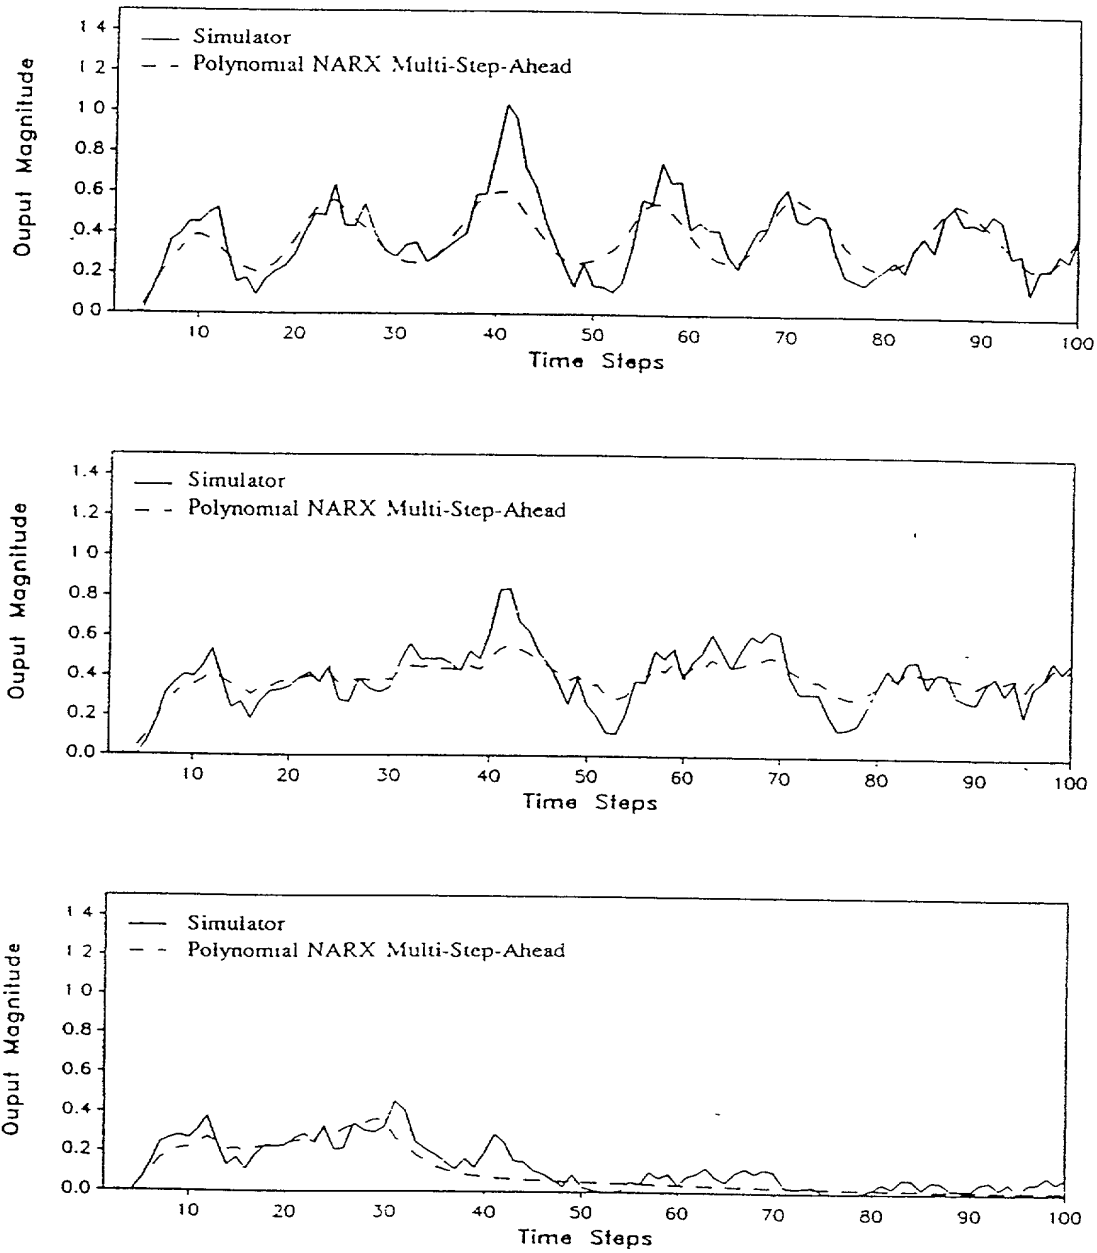 Ouput Magnitude
1 4
1 2
1 0
0.8
0.6
0.4
0.2
0 0
Simulator
Polynomial NARX Multi-Step-Ahead
10 20 30 40 50 60 70 80 90 100
Time Steps
Ouput Magnitude
1.4
1.2
1 0
0.8
0.6
0.4
0.2
0.0
Simulator
Polynomial NARX Multi-Step-Ahead
10 20 30 40 50 60 70 80 90 100
Time Steps
Ouput Magnitude
1 4
1 2
1 0
0.8
0.6
0.4
0.2
0.0
Simulator
Polynomial NARX Multi-Step-Ahead
10 20 30 40 50 60 70 80 90 100
Time Steps